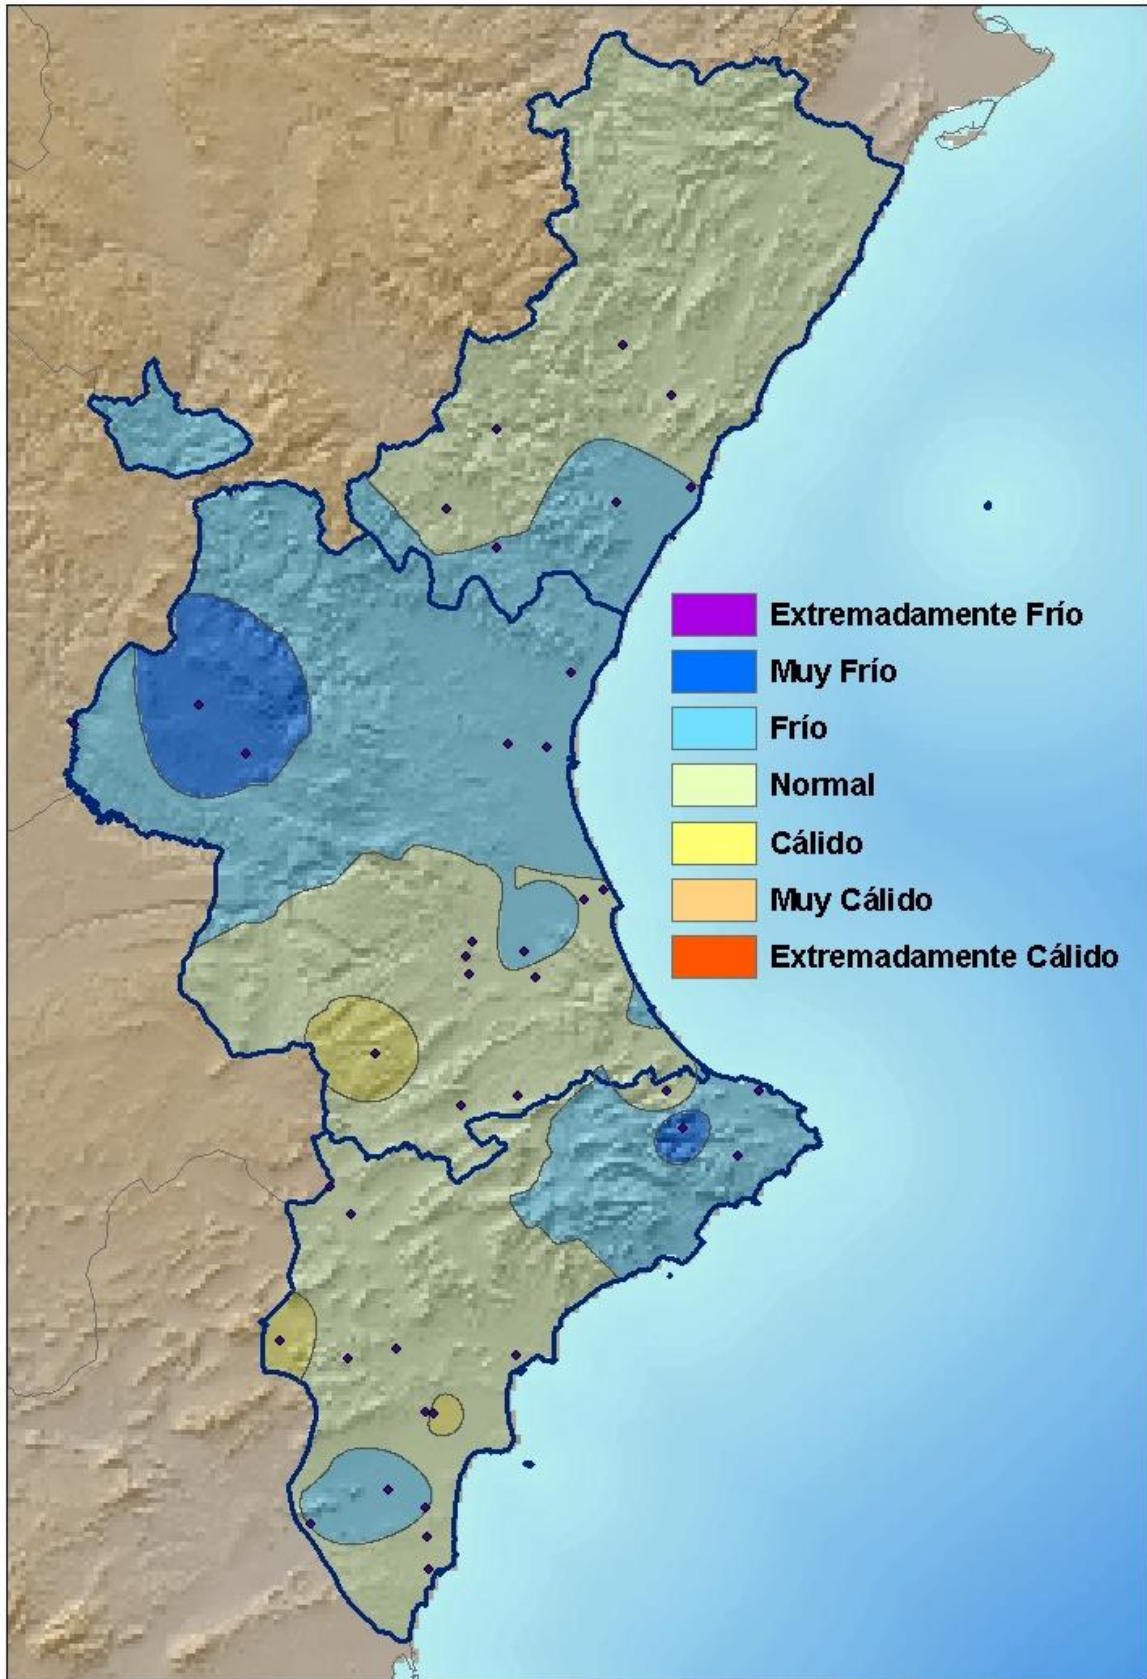 Extremadamente Frío
Muy Frío
Frío
Normal
Cálido
Muy Cálido
Extremadamente Cálido